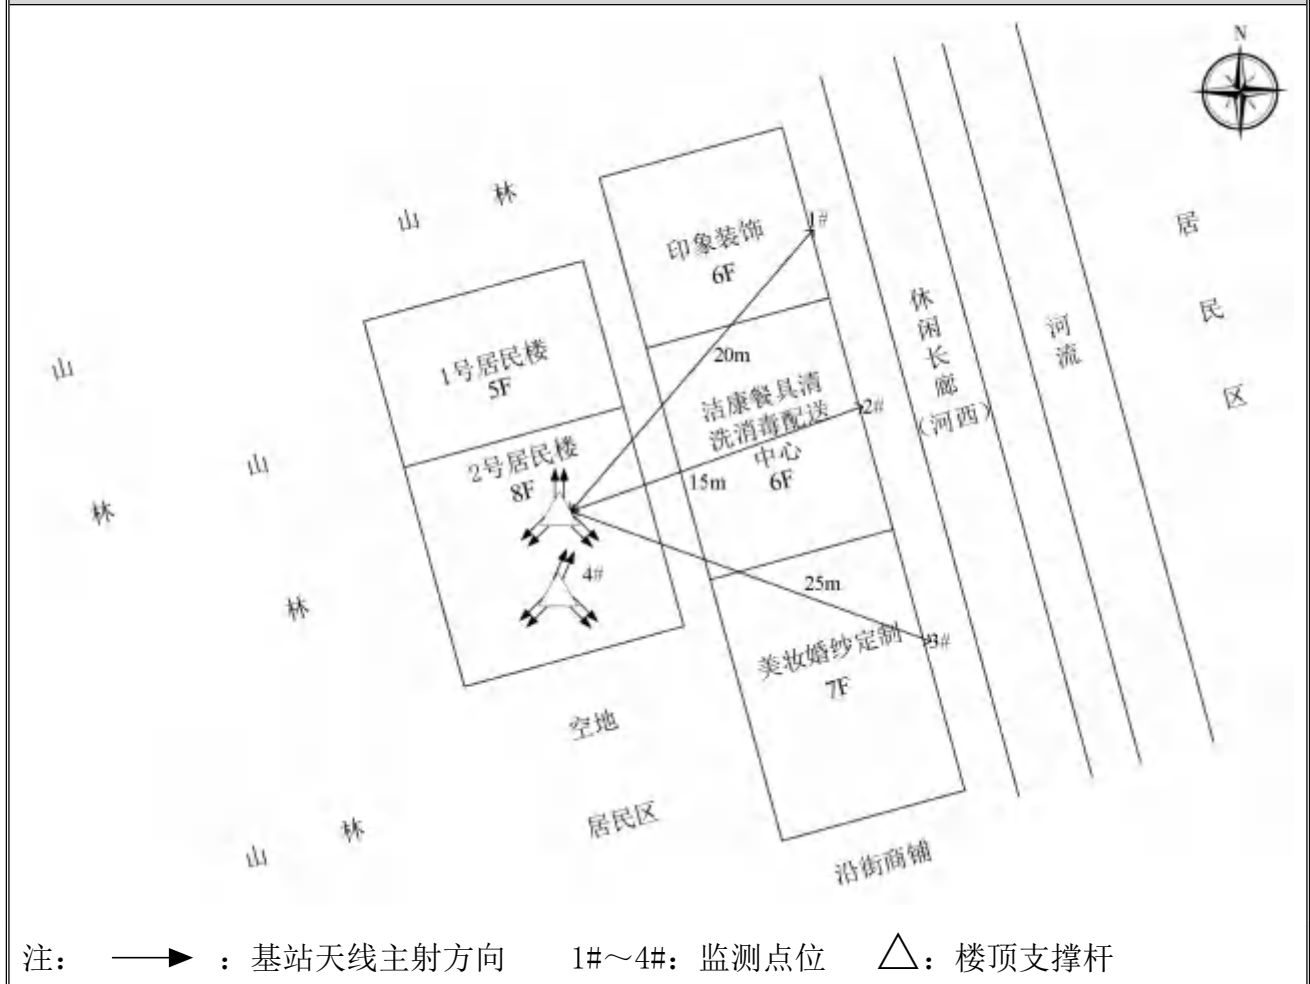 N
山 林
居民区
印象装饰
6F
1#
1号居民楼
5F
20m
休闲长廊
(河西)
河流
山林
洁康餐具清
洗消毒配送
中心
6F
2#
2号居民楼
8F
15m
山林
4#
25m
美妆婚纱定制
7F
3#
空地
居民区
山 林
沿街商铺
注： ：基站天线主射方向 1#～4#：监测点位 △：楼顶支撑杆